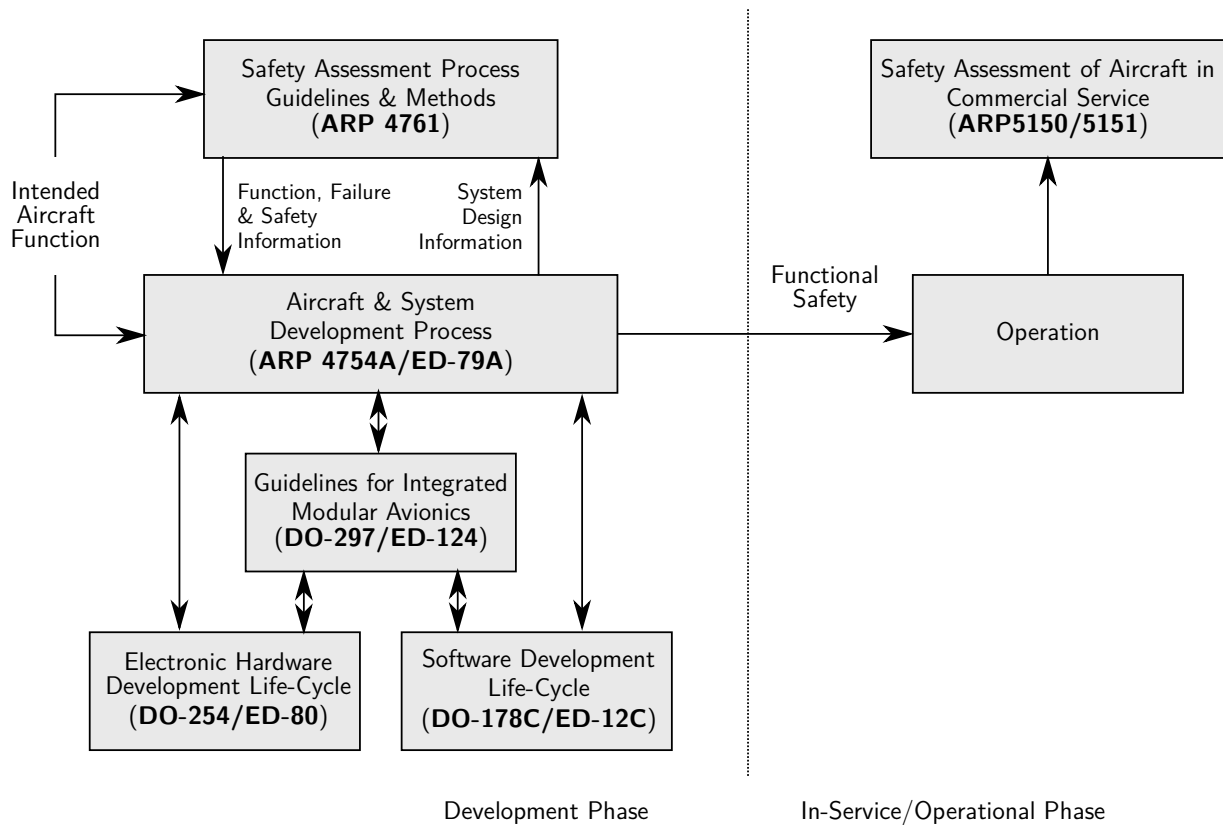 Safety Assessment Process
Guidelines & Methods
(ARP 4761)
Safety Assessment of Aircraft in
Commercial Service
(ARP5150/5151)
Intended
Aircraft
Function
Function, Failure
& Safety
Information
System
Design
Information
Aircraft & System
Development Process
(ARP 4754A/ED-79A)
Functional
Safety
Operation
Guidelines for Integrated
Modular Avionics
(DO-297/ED-124)
Electronic Hardware
Development Life-Cycle
(DO-254/ED-80)
Software Development
Life-Cycle
(DO-178C/ED-12C)
Development Phase
In-Service/Operational Phase